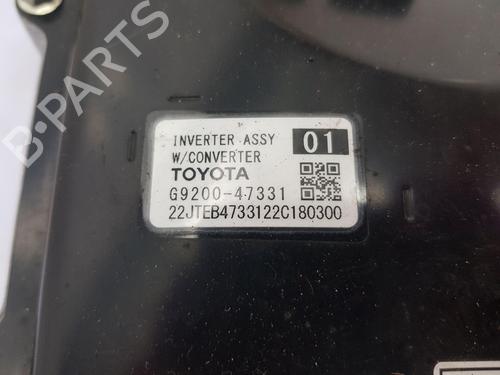 INVERTER ASSY 01
W/CONVERTER
TOYOTA
G9200-47331
22JTEB4733122C180300
B-PARTS